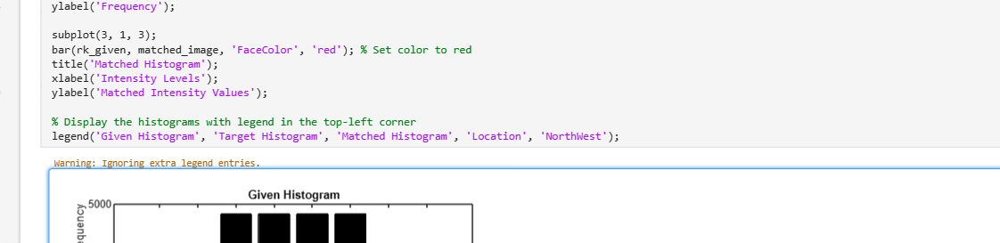 ylabel('Frequency');
subplot(3, 1, 3);
bar(rk_given, matched_image, 'FaceColor', 'red'); % Set color to red
title('Matched Histogram');
xlabel('Intensity Levels');
ylabel('Matched Intensity Values');
% Display the histograms with legend in the top-left corner
legend('Given Histogram', 'Target Histogram', 'Matched Histogram', 'Location', 'NorthWest');
Warning: Ignoring extra legend entries.
Given Histogram
5000
equency